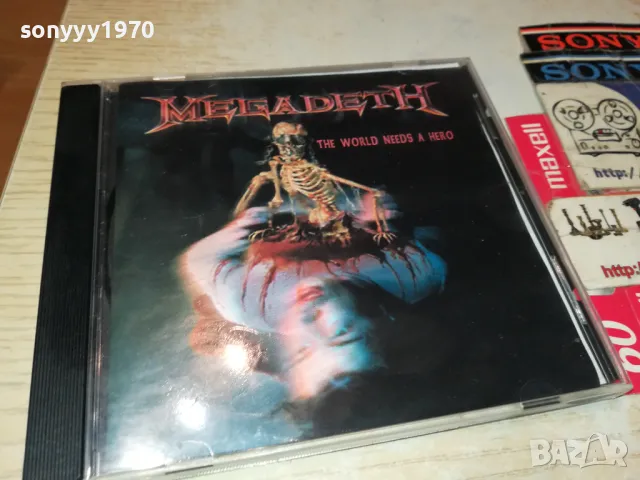 sonyyy1970
MEGADETH
THE WORLD NEEDS A HERO
SONY
SONY
maxell
http:/
http:/
90
BAZAR